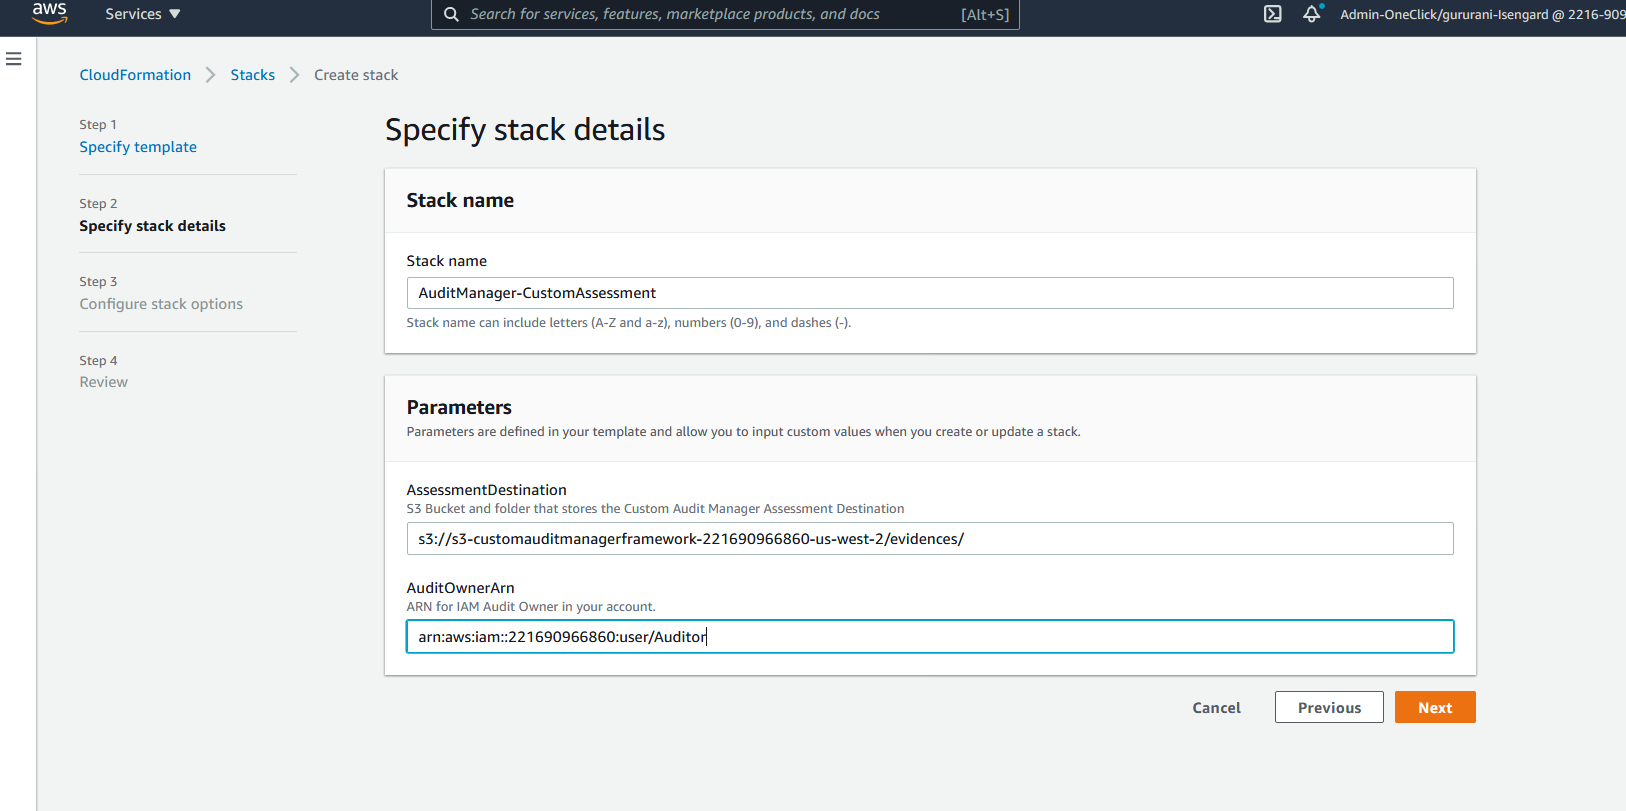 aws
Services
Search for services, features, marketplace products, and docs
[Alt+S]
Admin-OneClick/gururani-Isengard @ 2216-909
CloudFormation
Stacks
Create stack
Step 1
Specify template
Step 2
Specify stack details
Step 3
Configure stack options
Step 4
Review
Specify stack details
Stack name
Stack name
AuditManager-CustomAssessment
Stack name can include letters (A-Z and a-z), numbers (0-9), and dashes (-).
Parameters
Parameters are defined in your template and allow you to input custom values when you create or update a stack.
AssessmentDestination
S3 Bucket and folder that stores the Custom Audit Manager Assessment Destination
s3://s3-customauditmanagerframework-221690966860-us-west-2/evidences/
AuditOwnerArn
ARN for IAM Audit Owner in your account.
arn:aws:iam::221690966860:user/Auditor
Cancel
Previous
Next